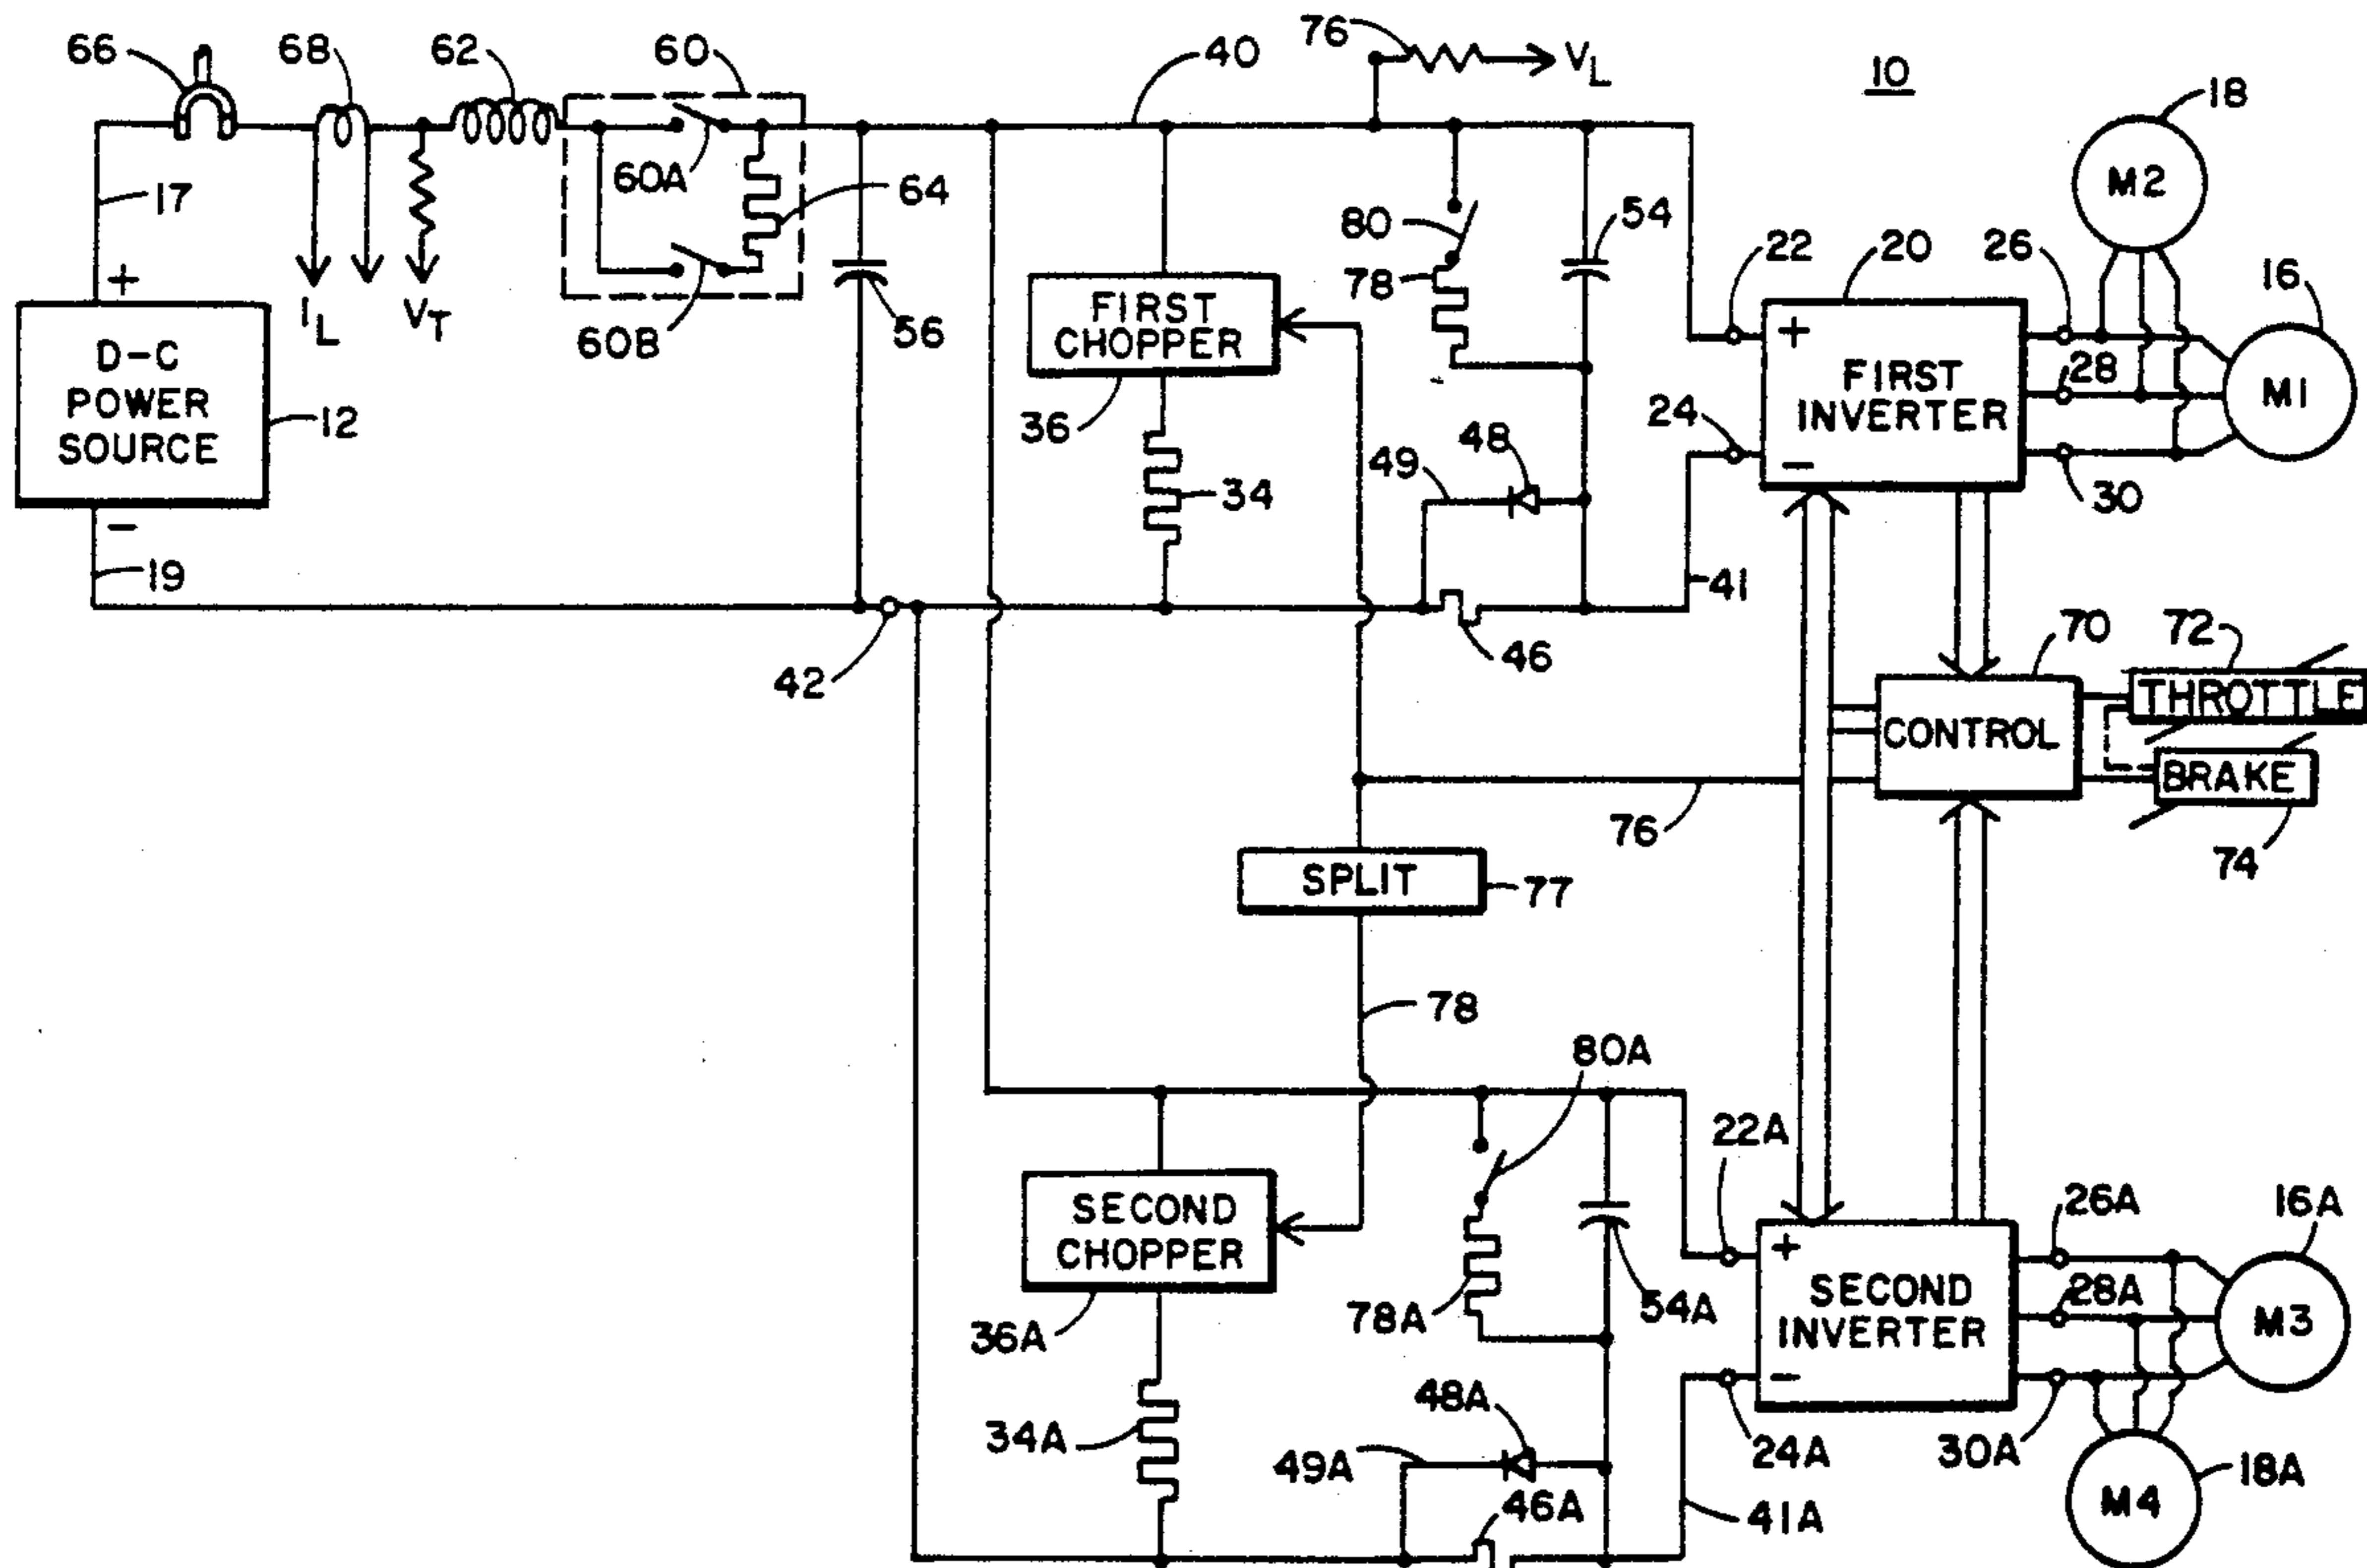 66
68
62
60
76
V_L
40
10
18
M2
17
60A
64
80
54
22
20
26
16
+
I_L
V_T
60B
56
FIRST
CHOPPER
78
+
FIRST
INVERTER
28
M1
D-C
POWER
SOURCE
12
36
34
49
48
24
−
30
−
19
42
46
41
70
72
THROTTLE
CONTROL
BRAKE
76
74
SPLIT
77
78
80A
22A
26A
16A
SECOND
CHOPPER
36A
78A
54A
+
SECOND
INVERTER
−
28A
M3
34A
48A
49A
46A
24A
41A
30A
M4
18A